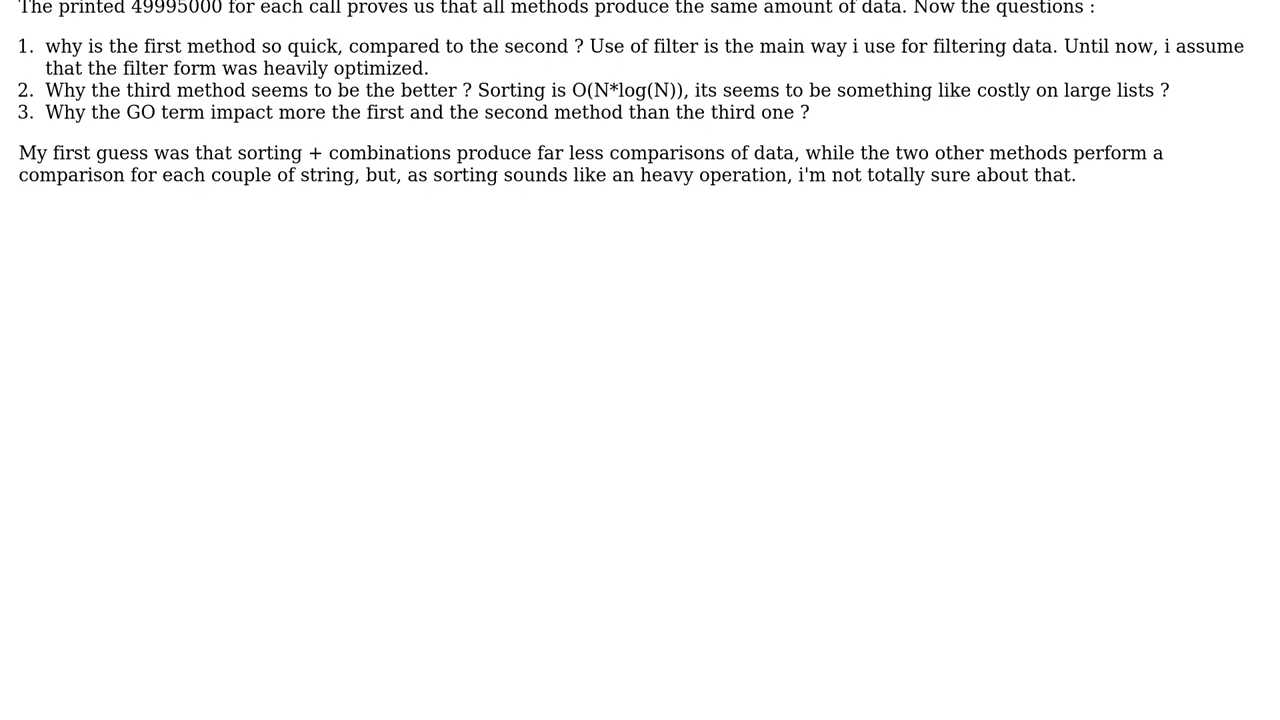 The printed 49995000 for each call proves us that all methods produce the same amount of data. Now the questions :
1. why is the first method so quick, compared to the second ? Use of filter is the main way i use for filtering data. Until now, i assume
that the filter form was heavily optimized.
2. Why the third method seems to be the better ? Sorting is O(N*log(N)), its seems to be something like costly on large lists ?
3. Why the GO term impact more the first and the second method than the third one ?
My first guess was that sorting + combinations produce far less comparisons of data, while the two other methods perform a
comparison for each couple of string, but, as sorting sounds like an heavy operation, i'm not totally sure about that.